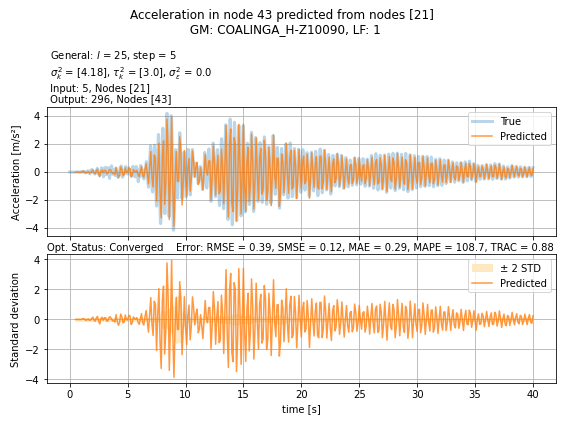 Acceleration in node 43 predicted from nodes [21]
GM: COALINGA_H-Z10090, LF: 1
General: l = 25, step = 5
σ²ₖ = [4.18], τ²ₖ = [3.0], σ²ₑ = 0.0
Input: 5, Nodes [21]
Output: 296, Nodes [43]
Acceleration [m/s²]
4
2
0
−2
−4
True
Predicted
Opt. Status: Converged Error: RMSE = 0.39, SMSE = 0.12, MAE = 0.29, MAPE = 108.7, TRAC = 0.88
Standard deviation
4
2
0
−2
−4
± 2 STD
Predicted
0 5 10 15 20 25 30 35 40
time [s]